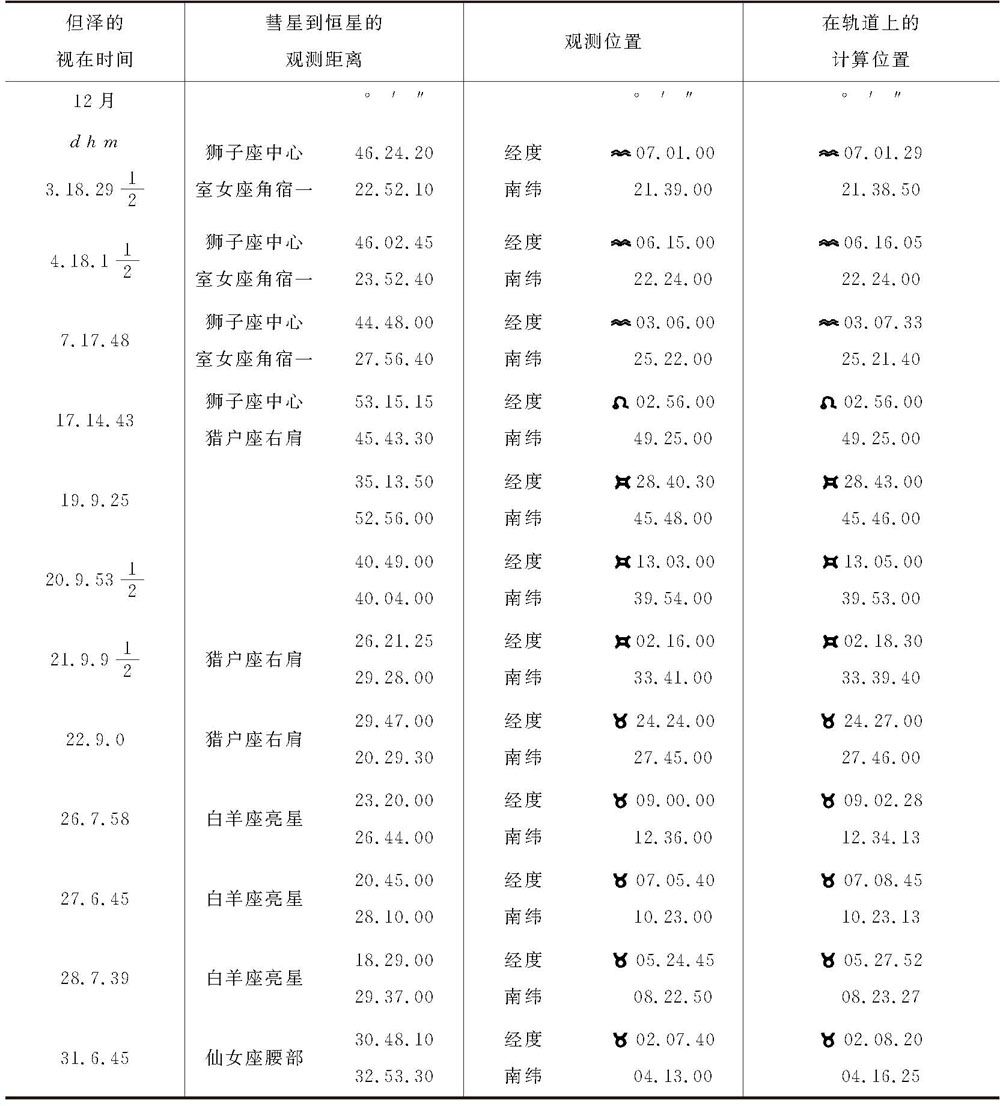 但泽的 彗星到恒星的 观测位置 在轨道上的
视在时间 观测距离 计算位置
12月 ° ′ ″ ° ′ ″ ° ′ ″
d h m
狮子座中心 46.24.20 经度 ♒07.01.00 ♒07.01.29
3.18.29 1/2 室女座角宿一 22.52.10 南纬 21.39.00 21.38.50
狮子座中心 46.02.45 经度 ♒06.15.00 ♒06.16.05
4.18.1 1/2 室女座角宿一 23.52.40 南纬 22.24.00 22.24.00
狮子座中心 44.48.00 经度 ♒03.06.00 ♒03.07.33
7.17.48 室女座角宿一 27.56.40 南纬 25.22.00 25.21.40
狮子座中心 53.15.15 经度 ♌02.56.00 ♌02.56.00
17.14.43 猎户座右肩 45.43.30 南纬 49.25.00 49.25.00
35.13.50 经度 ♊28.40.30 ♊28.43.00
19.9.25 52.56.00 南纬 45.48.00 45.46.00
40.49.00 经度 ♊13.03.00 ♊13.05.00
20.9.53 1/2 40.04.00 南纬 39.54.00 39.53.00
26.21.25 经度 ♊02.16.00 ♊02.18.30
21.9.9 1/2 猎户座右肩 29.28.00 南纬 33.41.00 33.39.40
29.47.00 经度 ♉24.24.00 ♉24.27.00
22.9.0 猎户座右肩 20.29.30 南纬 27.45.00 27.46.00
23.20.00 经度 ♉09.00.00 ♉09.02.28
26.7.58 白羊座亮星 26.44.00 南纬 12.36.00 12.34.13
20.45.00 经度 ♉07.05.40 ♉07.08.45
27.6.45 白羊座亮星 28.10.00 南纬 10.23.00 10.23.13
18.29.00 经度 ♉05.24.45 ♉05.27.52
28.7.39 白羊座亮星 29.37.00 南纬 08.22.50 08.23.27
30.48.10 经度 ♉02.07.40 ♉02.08.20
31.6.45 仙女座腰部 32.53.30 南纬 04.13.00 04.16.25